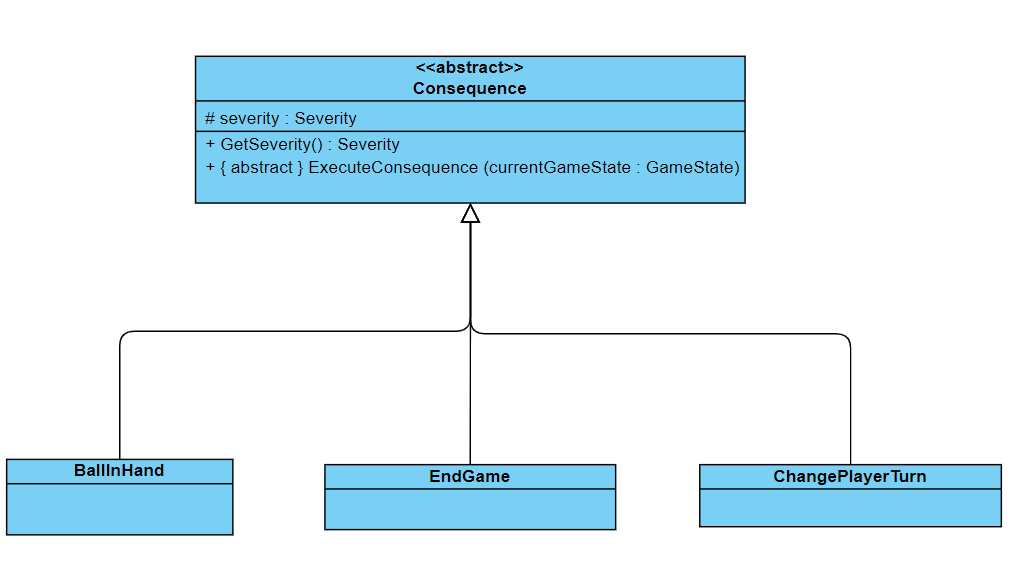 <<abstract>>
Consequence
# severity : Severity
+ GetSeverity() : Severity
+ { abstract } ExecuteConsequence (currentGameState : GameState)
BallInHand
EndGame
ChangePlayerTurn